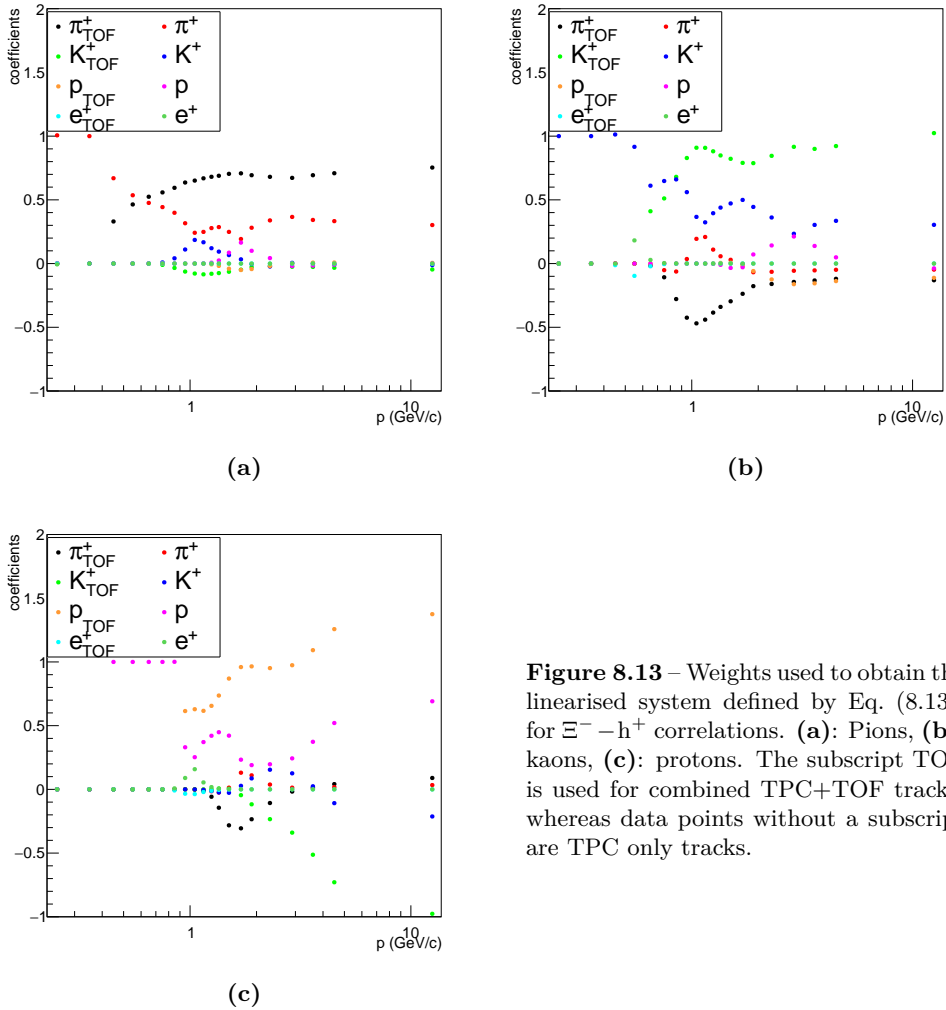 coefficients
2
1.5
1
0.5
0
−0.5
−1
π⁺TOF π⁺
K⁺TOF K⁺
pTOF p
e⁺TOF e⁺
1 10
p (GeV/c)
(a)
coefficients
2
1.5
1
0.5
0
−0.5
−1
π⁺TOF π⁺
K⁺TOF K⁺
pTOF p
e⁺TOF e⁺
1 10
p (GeV/c)
(b)
coefficients
2
1.5
1
0.5
0
−0.5
−1
π⁺TOF π⁺
K⁺TOF K⁺
pTOF p
e⁺TOF e⁺
1 10
p (GeV/c)
(c)
Figure 8.13 – Weights used to obtain th
linearised system defined by Eq. (8.13
for Ξ⁻ − h⁺ correlations. (a): Pions, (b
kaons, (c): protons. The subscript TO
is used for combined TPC+TOF track
whereas data points without a subscrip
are TPC only tracks.